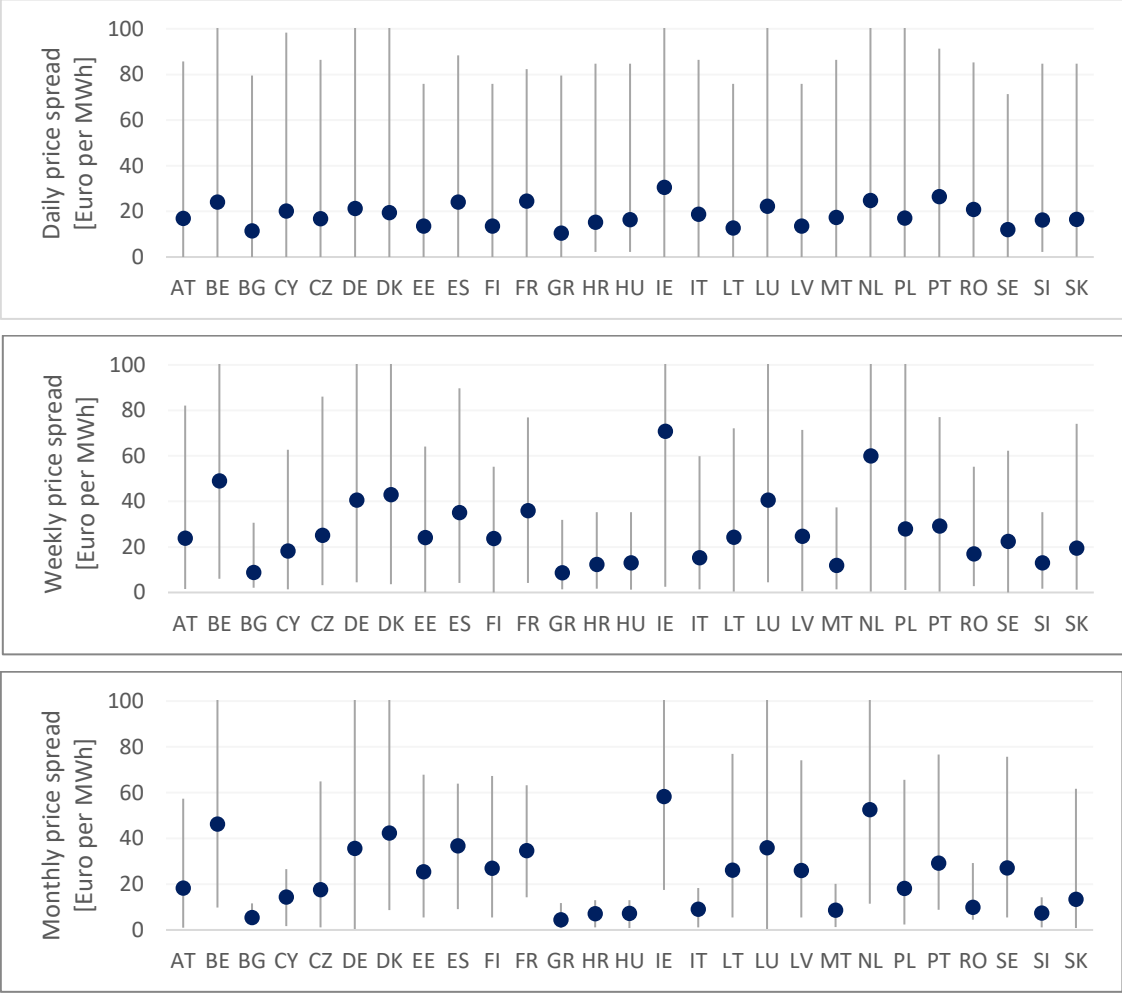 Daily price spread
[Euro per MWh]
100
80
60
40
20
0
AT BE BG CY CZ DE DK EE ES FI FR GR HR HU IE IT LT LU LV MT NL PL PT RO SE SI SK
Weekly price spread
[Euro per MWh]
100
80
60
40
20
0
AT BE BG CY CZ DE DK EE ES FI FR GR HR HU IE IT LT LU LV MT NL PL PT RO SE SI SK
Monthly price spread
[Euro per MWh]
100
80
60
40
20
0
AT BE BG CY CZ DE DK EE ES FI FR GR HR HU IE IT LT LU LV MT NL PL PT RO SE SI SK